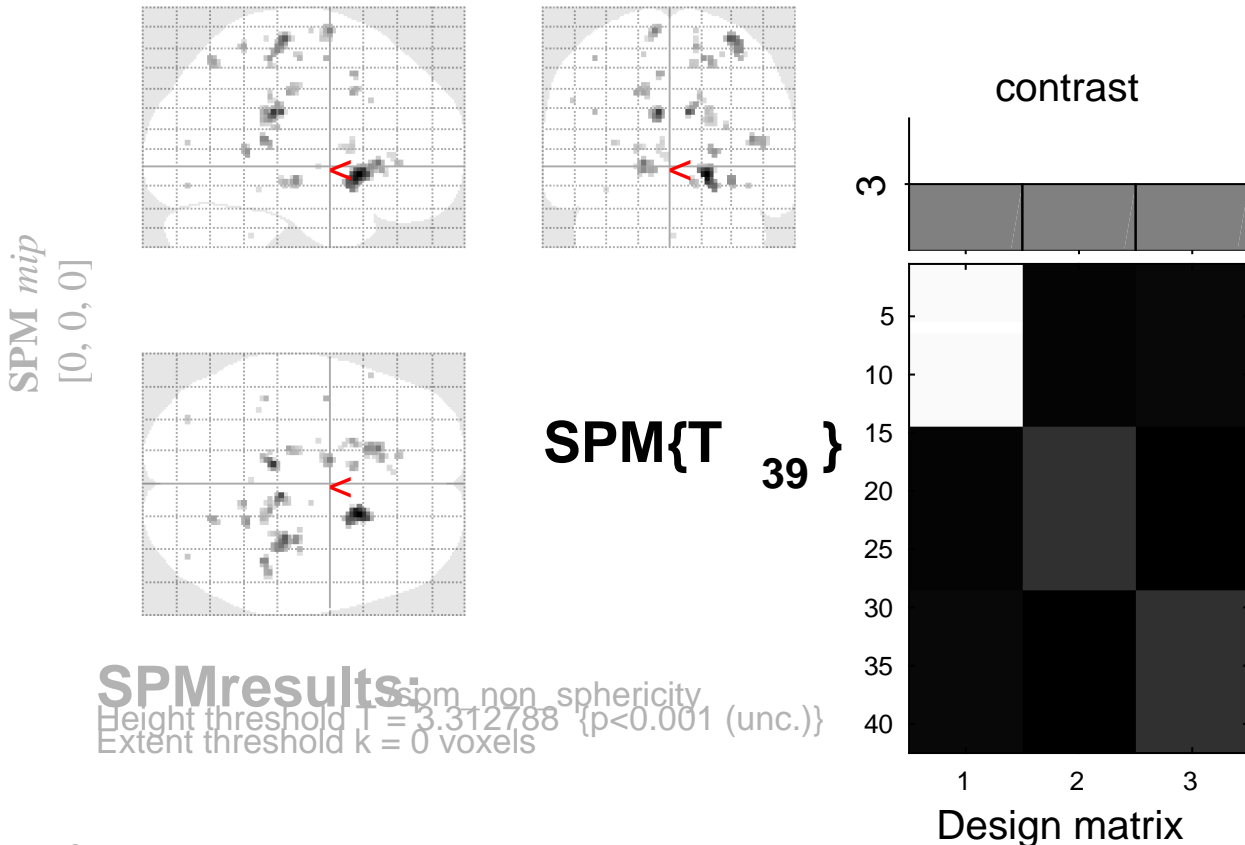 SPM mip
[0, 0, 0]
<
<
<
SPM{T 39}
contrast
3
5
10
15
20
25
30
35
40
1 2 3
Design matrix
SPMresults: ./spm_non_sphericity
Height threshold T = 3.312788 {p<0.001 (unc.)}
Extent threshold k = 0 voxels